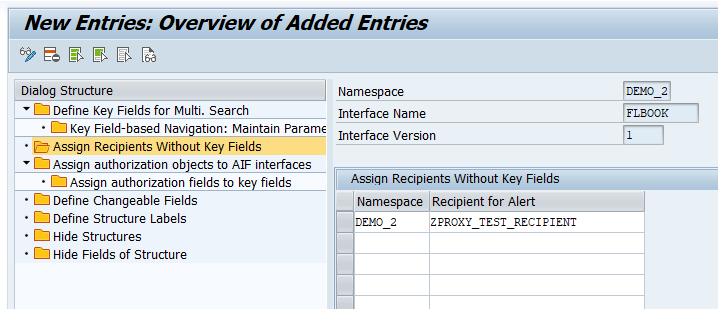 New Entries: Overview of Added Entries
Dialog Structure
Define Key Fields for Multi. Search
Key Field-based Navigation: Maintain Parame
Assign Recipients Without Key Fields
Assign authorization objects to AIF interfaces
Assign authorization fields to key fields
Define Changeable Fields
Define Structure Labels
Hide Structures
Hide Fields of Structure
Namespace DEMO_2
Interface Name FLBOOK
Interface Version 1
Assign Recipients Without Key Fields
Namespace Recipient for Alert
DEMO_2 ZPROXY_TEST_RECIPIENT